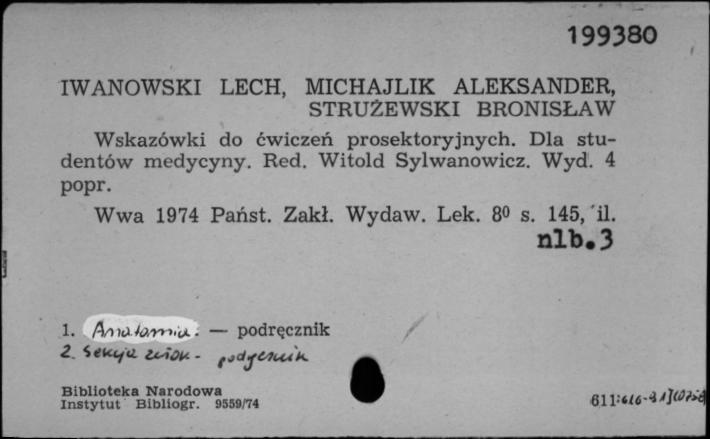 199380
IWANOWSKI LECH, MICHAJLIK ALEKSANDER,
STRUŻEWSKI BRONISŁAW
Wskazówki do ćwiczeń prosektoryjnych. Dla stu-
dentów medycyny. Red. Witold Sylwanowicz. Wyd. 4
popr.
Wwa 1974 Państ. Zakł. Wydaw. Lek. 8⁰ s. 145, il.
nlb.3
1. Anatomia. — podręcznik
2. Sekcja zwłok - podręcznik
Biblioteka Narodowa
Instytut Bibliogr. 9559/74
611:616-